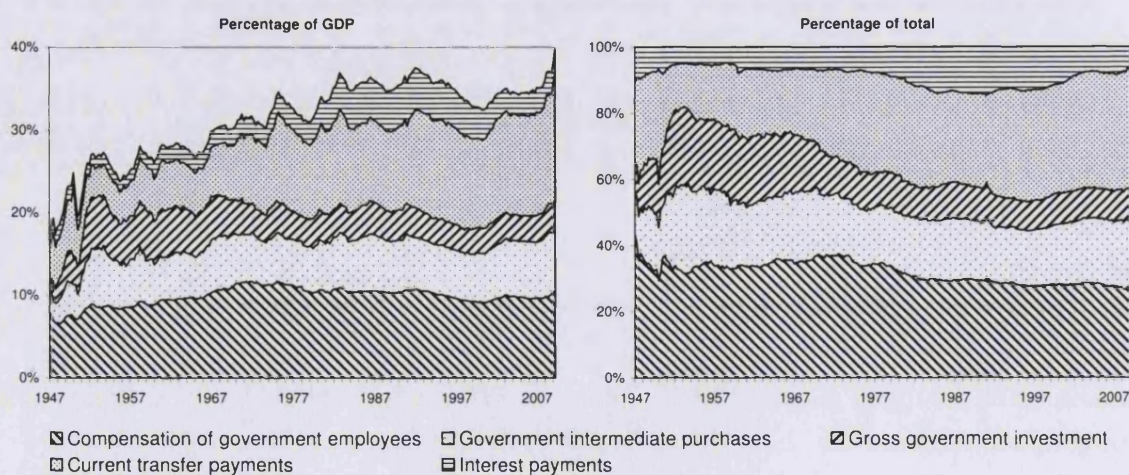 Percentage of GDP
40%
30%
20%
10%
0%
1947 1957 1967 1977 1987 1997 2007
Percentage of total
100%
80%
60%
40%
20%
0%
1947 1957 1967 1977 1987 1997 2007
Compensation of government employees Government intermediate purchases Gross government investment
Current transfer payments Interest payments